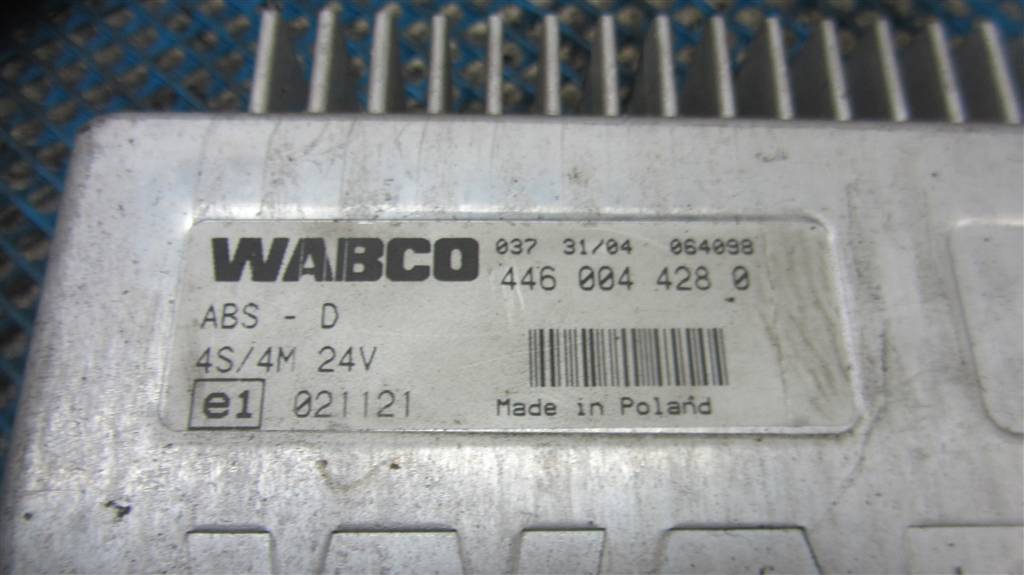 WABCO 037 31/04 064098
446 004 428 0
ABS - D
4S/4M 24V
e1 021121
Made in Poland